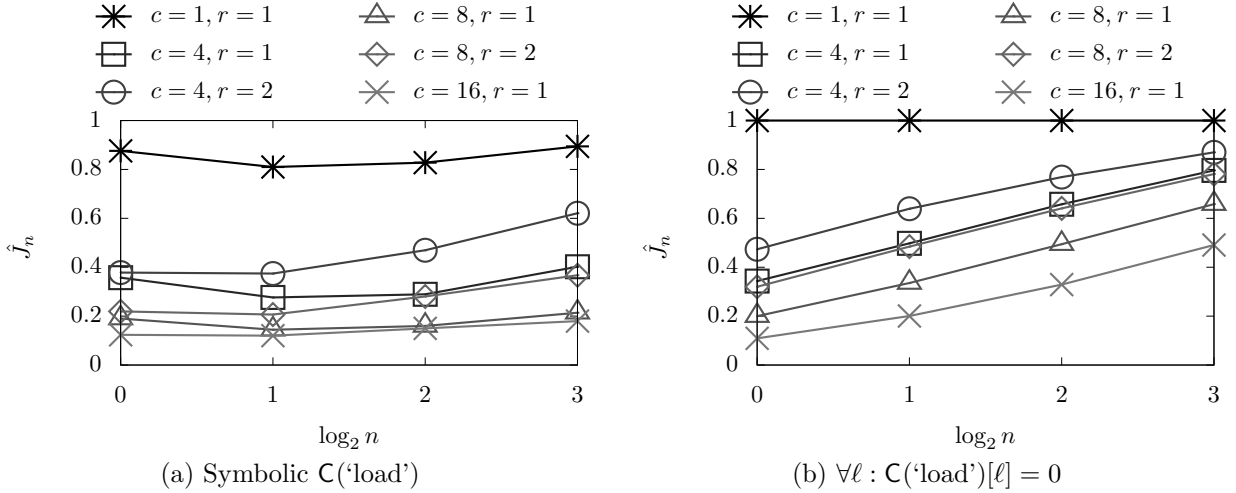 c = 1, r = 1
c = 4, r = 1
c = 4, r = 2
c = 8, r = 1
c = 8, r = 2
c = 16, r = 1
1
0.8
0.6
0.4
0.2
0
Ĵn
0 1 2 3
log2 n
(a) Symbolic C(‘load’)
c = 1, r = 1
c = 4, r = 1
c = 4, r = 2
c = 8, r = 1
c = 8, r = 2
c = 16, r = 1
1
0.8
0.6
0.4
0.2
0
Ĵn
0 1 2 3
log2 n
(b) ∀ℓ : C(‘load’)[ℓ] = 0